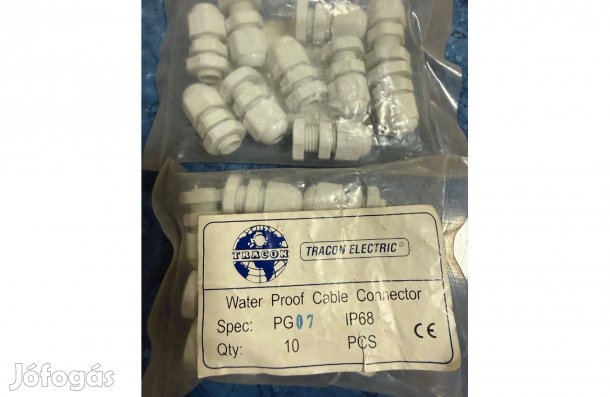 TRACON
TRACON ELECTRIC®
Water Proof Cable Connector
Spec: PG07 IP68
Qty: 10 PCS CE
Jófogás